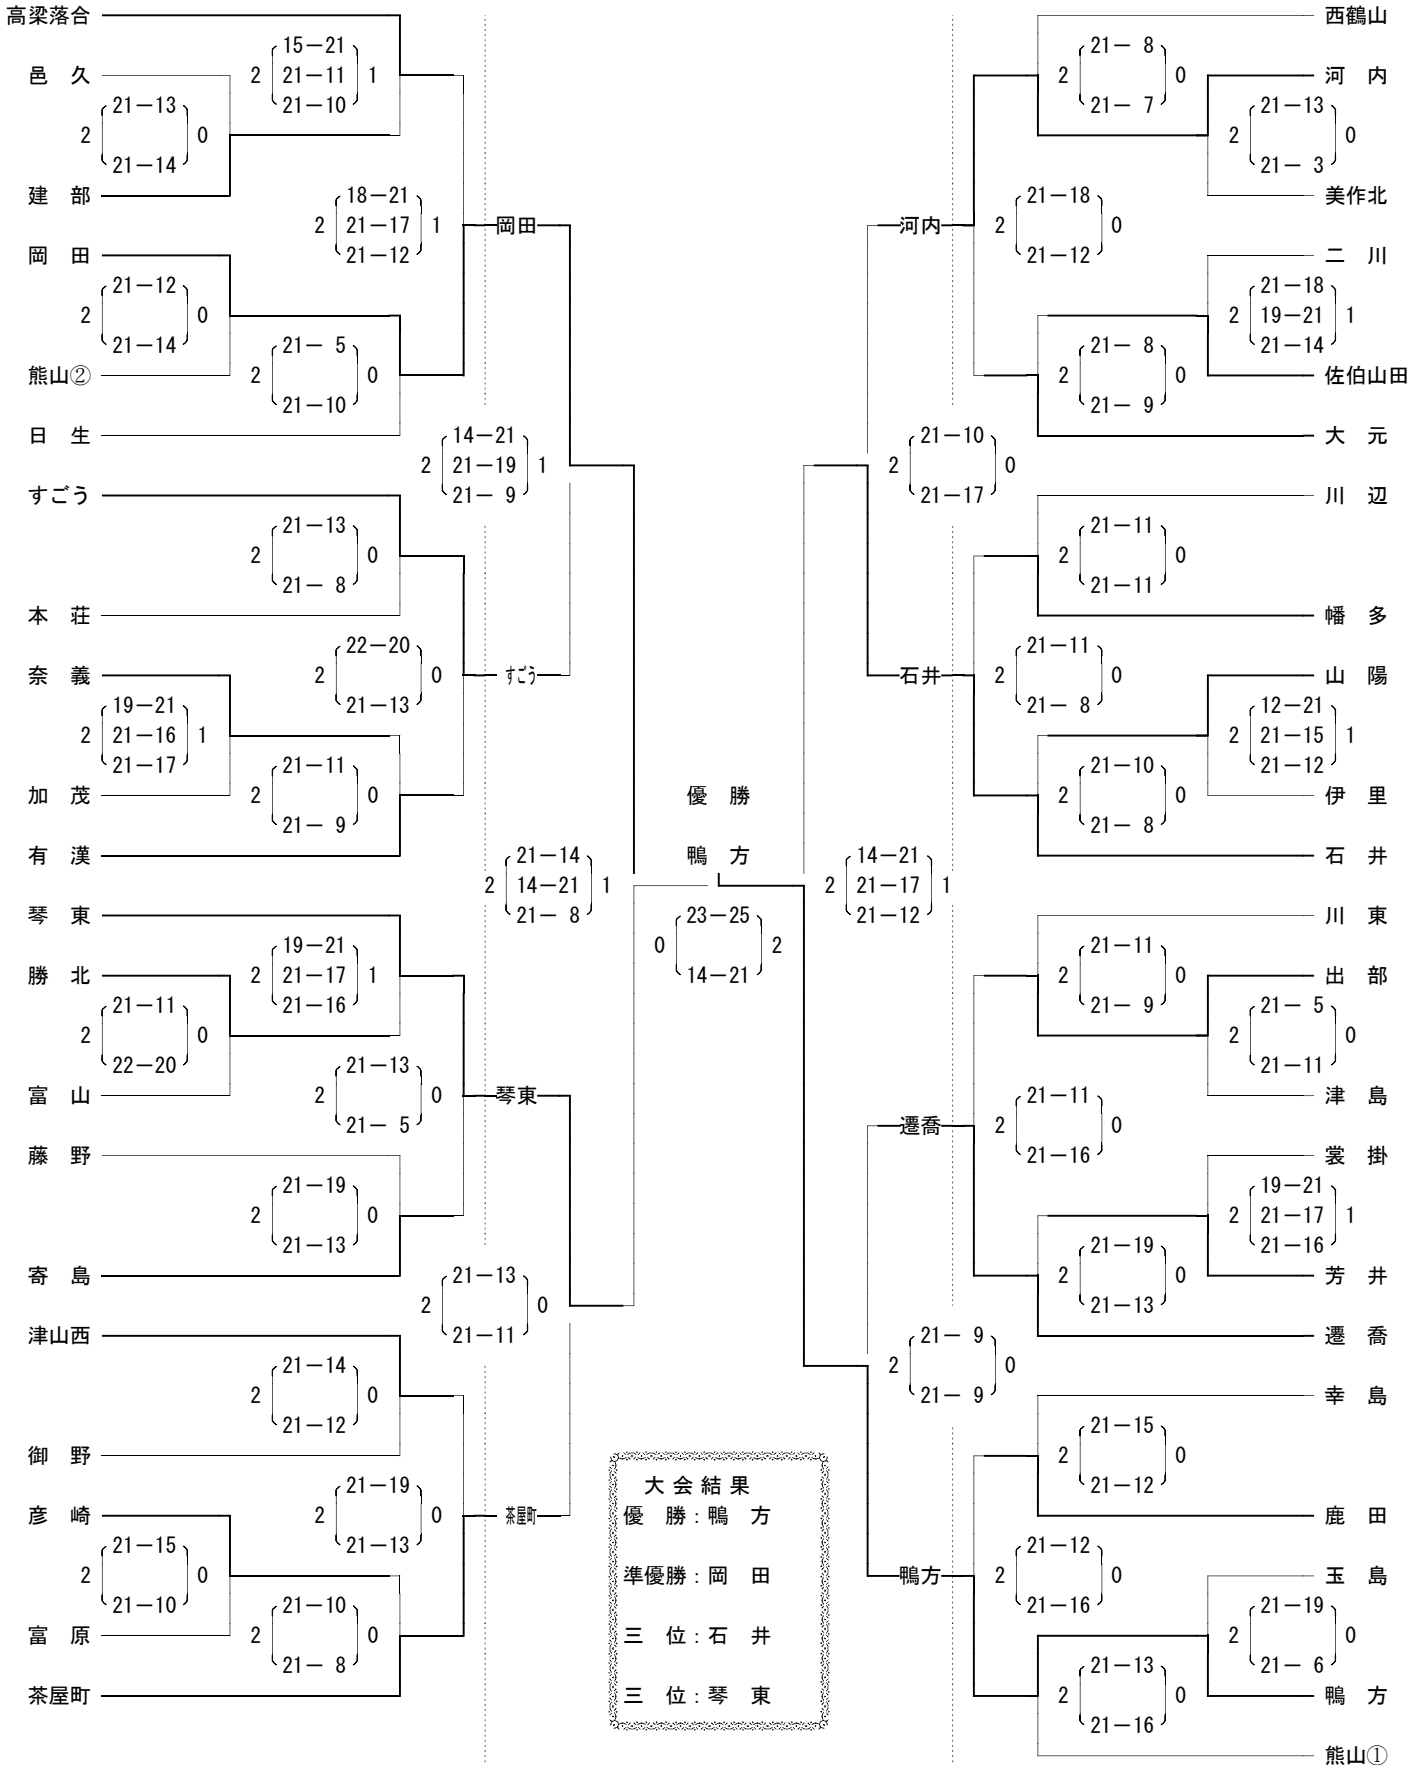 高梁落合 西鶴山
15－21 21－ 8
邑 久 2 21－11 1 2 0 河 内
21－13 21－10 21－ 7 21－13
2 0 2 0
21－14 21－ 3
建 部 18－21 21－18 美作北
2 21－17 1 岡田 河内 2 0
岡 田 21－12 21－12 二 川
21－12 21－18
2 0 2 19－21 1
21－14 21－ 5 21－ 8 21－14
熊山② 2 0 2 0 佐伯山田
21－10 21－ 9
日 生 14－21 21－10 大 元
2 21－19 1 2 0
すごう 21－ 9 21－17 川 辺
21－13 21－11
2 0 2 0
21－ 8 21－11
本 荘 幡 多
22－20 21－11
奈 義 2 0 すごう 石井 2 0 山 陽
19－21 21－13 21－ 8 12－21
2 21－16 1 2 21－15 1
21－17 21－11 21－10 21－12
加 茂 2 0 優 勝 2 0 伊 里
21－ 9 21－ 8
有 漢 21－14 鴨 方 14－21 石 井
2 14－21 1 2 21－17 1
琴 東 21－ 8 23－25 21－12 川 東
19－21 0 2 21－11
勝 北 2 21－17 1 14－21 2 0 出 部
21－11 21－16 21－ 9 21－ 5
2 0 2 0
22－20 21－13 21－11
富 山 2 0 琴東 21－11 津 島
21－ 5 遷喬 2 0
藤 野 21－16 裳 掛
21－19 19－21
2 0 2 21－17 1
21－13 21－19 21－16
寄 島 21－13 2 0 芳 井
2 0 21－13
津山西 21－11 21－ 9 遷 喬
21－14 2 0
2 0 21－ 9 幸 島
21－12 21－15
御 野 2 0
21－19 大 会 結 果 21－12
彦 崎 2 0 茶屋町 優 勝：鴨 方 鹿 田
21－15 21－13 21－12
2 0 準優勝：岡 田 鴨方 2 0 玉 島
21－10 21－10 21－16 21－19
富 原 2 0 三 位：石 井 2 0
21－ 8 21－13 21－ 6
茶屋町 三 位：琴 東 2 0 鴨 方
21－16
熊山①